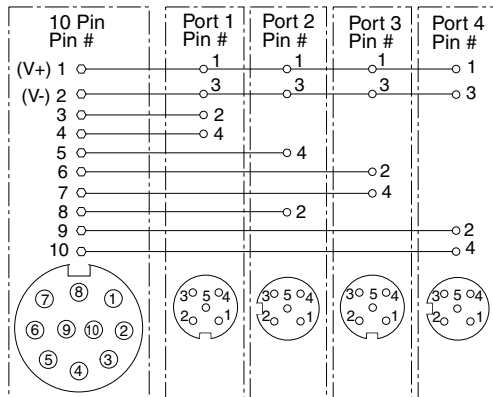 10 Pin Port 1 Port 2 Port 3 Port 4
Pin # Pin # Pin # Pin # Pin #
(V+) 1 1 1 1 1
(V-) 2 3 3 3 3
3 2
4 4
5 4
6 2
7 4
8 2
9 2
10 4
8
7 1
6 9 10 2
5 3
4
3 5 4 3 5 4 3 5 4 3 5 4
2 1 2 1 2 1 2 1